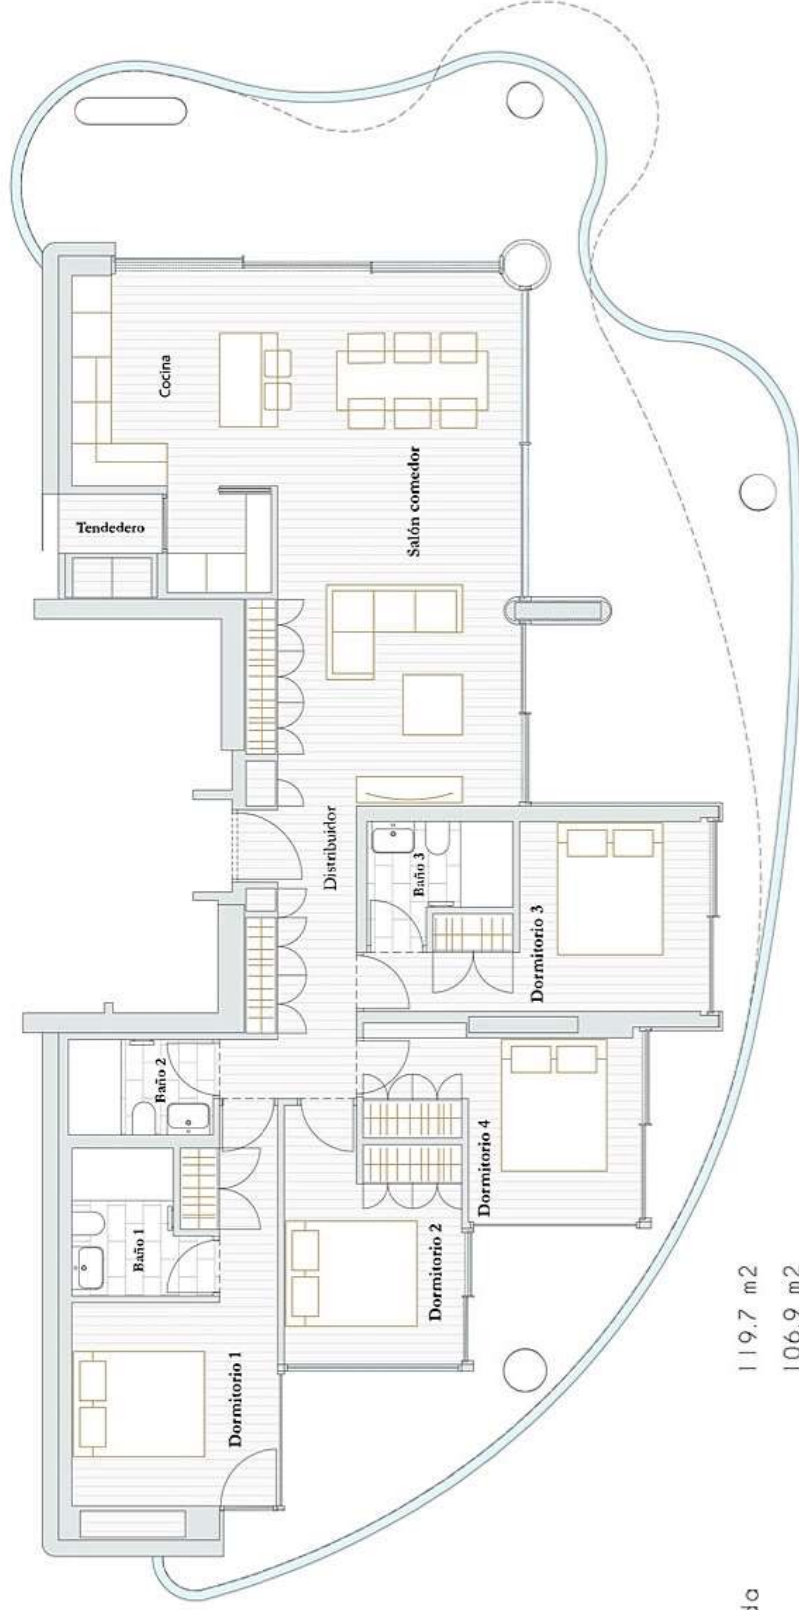 Cocina
Tendedero
Salón comedor
Distribuidor
Baño 3
Dormitorio 3
Baño 2
Dormitorio 4
Baño 1
Dormitorio 2
Dormitorio 1
119.7 m2
106.9 m2